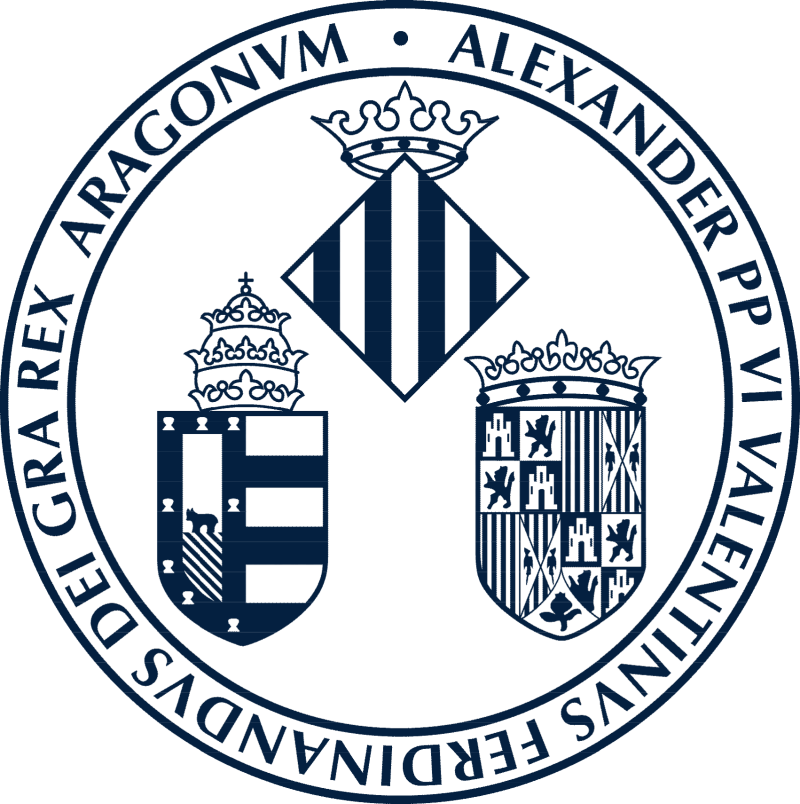 ALEXANDER PP VI VALENTINVS FERDINANDVS DEI GRA REX ARAGONVM •